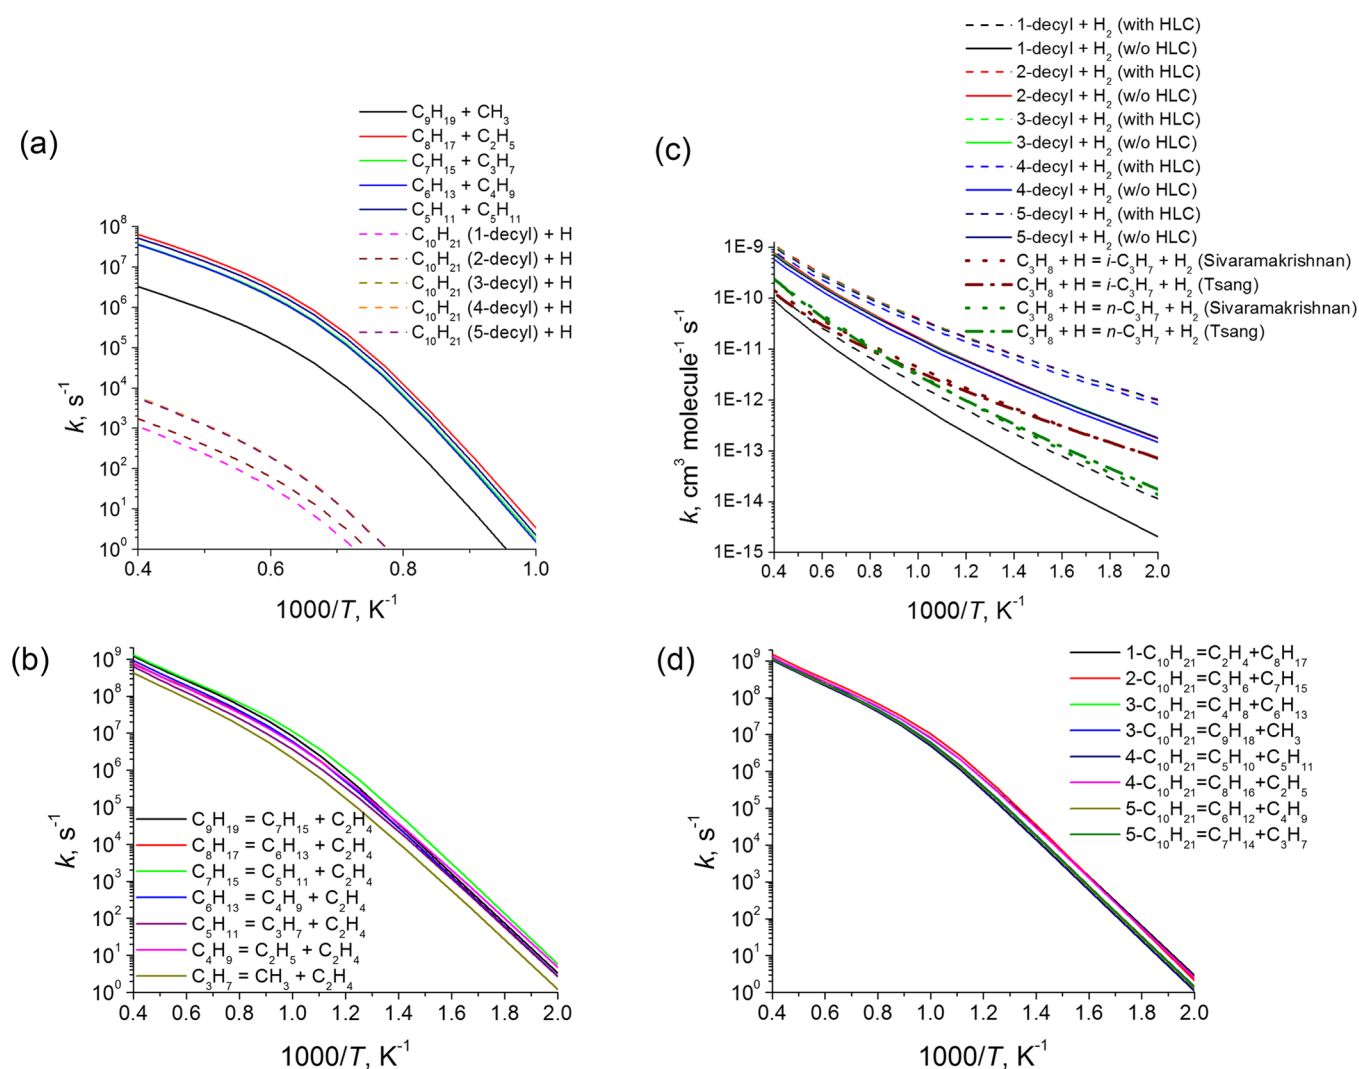 (a)
C9H19 + CH3
C8H17 + C2H5
C7H15 + C3H7
C6H13 + C4H9
C5H11 + C5H11
C10H21 (1-decyl) + H
C10H21 (2-decyl) + H
C10H21 (3-decyl) + H
C10H21 (4-decyl) + H
C10H21 (5-decyl) + H
10^8
10^7
10^6
10^5
10^4
10^3
10^2
10^1
10^0
k, s^-1
0.4 0.6 0.8 1.0
1000/T, K^-1
(c)
1-decyl + H2 (with HLC)
1-decyl + H2 (w/o HLC)
2-decyl + H2 (with HLC)
2-decyl + H2 (w/o HLC)
3-decyl + H2 (with HLC)
3-decyl + H2 (w/o HLC)
4-decyl + H2 (with HLC)
4-decyl + H2 (w/o HLC)
5-decyl + H2 (with HLC)
5-decyl + H2 (w/o HLC)
C3H8 + H = i-C3H7 + H2 (Sivaramakrishnan)
C3H8 + H = i-C3H7 + H2 (Tsang)
C3H8 + H = n-C3H7 + H2 (Sivaramakrishnan)
C3H8 + H = n-C3H7 + H2 (Tsang)
1E-9
1E-10
1E-11
1E-12
1E-13
1E-14
1E-15
k, cm^3 molecule^-1 s^-1
0.4 0.6 0.8 1.0 1.2 1.4 1.6 1.8 2.0
1000/T, K^-1
(b)
10^9
10^8
10^7
10^6
10^5
10^4
10^3
10^2
10^1
10^0
k, s^-1
C9H19 = C7H15 + C2H4
C8H17 = C6H13 + C2H4
C7H15 = C5H11 + C2H4
C6H13 = C4H9 + C2H4
C5H11 = C3H7 + C2H4
C4H9 = C2H5 + C2H4
C3H7 = CH3 + C2H4
0.4 0.6 0.8 1.0 1.2 1.4 1.6 1.8 2.0
1000/T, K^-1
(d)
1-C10H21=C2H4+C8H17
2-C10H21=C3H6+C7H15
3-C10H21=C4H8+C6H13
3-C10H21=C9H18+CH3
4-C10H21=C5H10+C5H11
4-C10H21=C8H16+C2H5
5-C10H21=C6H12+C4H9
5-C10H21=C7H14+C3H7
10^9
10^8
10^7
10^6
10^5
10^4
10^3
10^2
10^1
10^0
k, s^-1
0.4 0.6 0.8 1.0 1.2 1.4 1.6 1.8 2.0
1000/T, K^-1